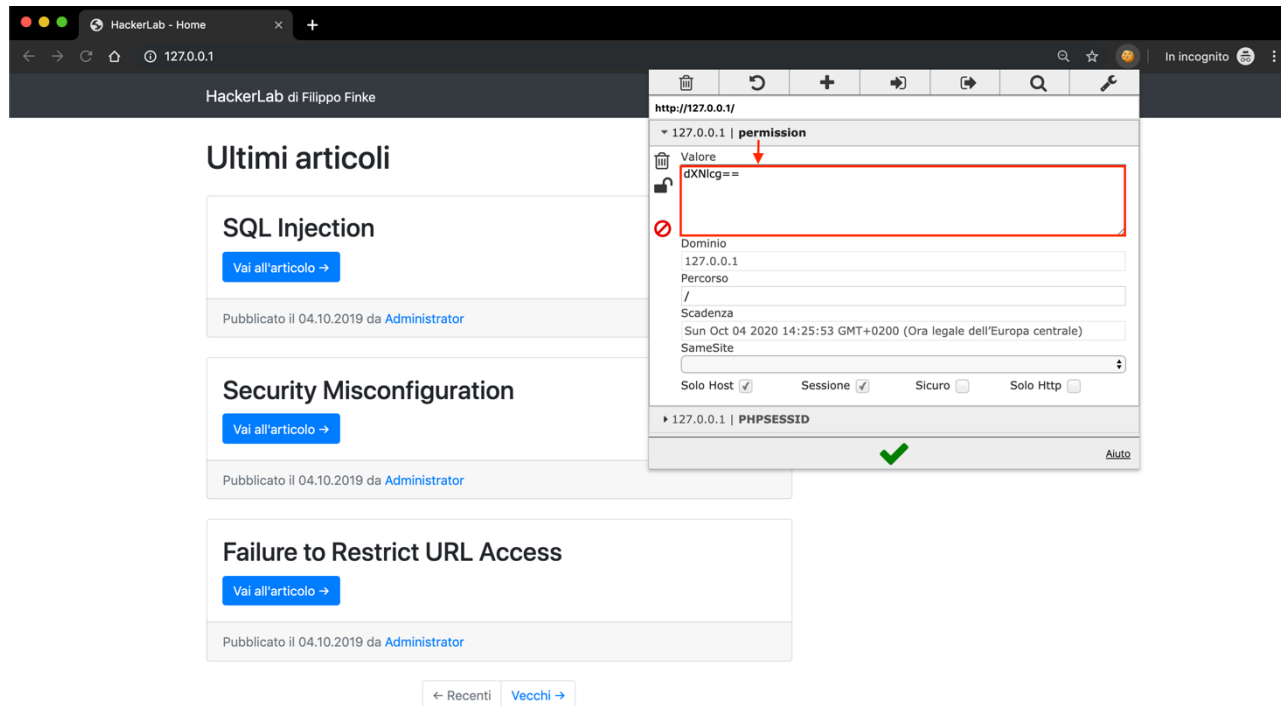 HackerLab - Home
127.0.0.1
In incognito
HackerLab di Filippo Finke
Ultimi articoli
SQL Injection
Vai all'articolo →
Pubblicato il 04.10.2019 da Administrator
Security Misconfiguration
Vai all'articolo →
Pubblicato il 04.10.2019 da Administrator
Failure to Restrict URL Access
Vai all'articolo →
Pubblicato il 04.10.2019 da Administrator
← Recenti Vecchi →
http://127.0.0.1/
127.0.0.1 | permission
Valore
dXNlcg==
Dominio
127.0.0.1
Percorso
/
Scadenza
Sun Oct 04 2020 14:25:53 GMT+0200 (Ora legale dell'Europa centrale)
SameSite
Solo Host Sessione Sicuro Solo Http
127.0.0.1 | PHPSESSID
Aiuto